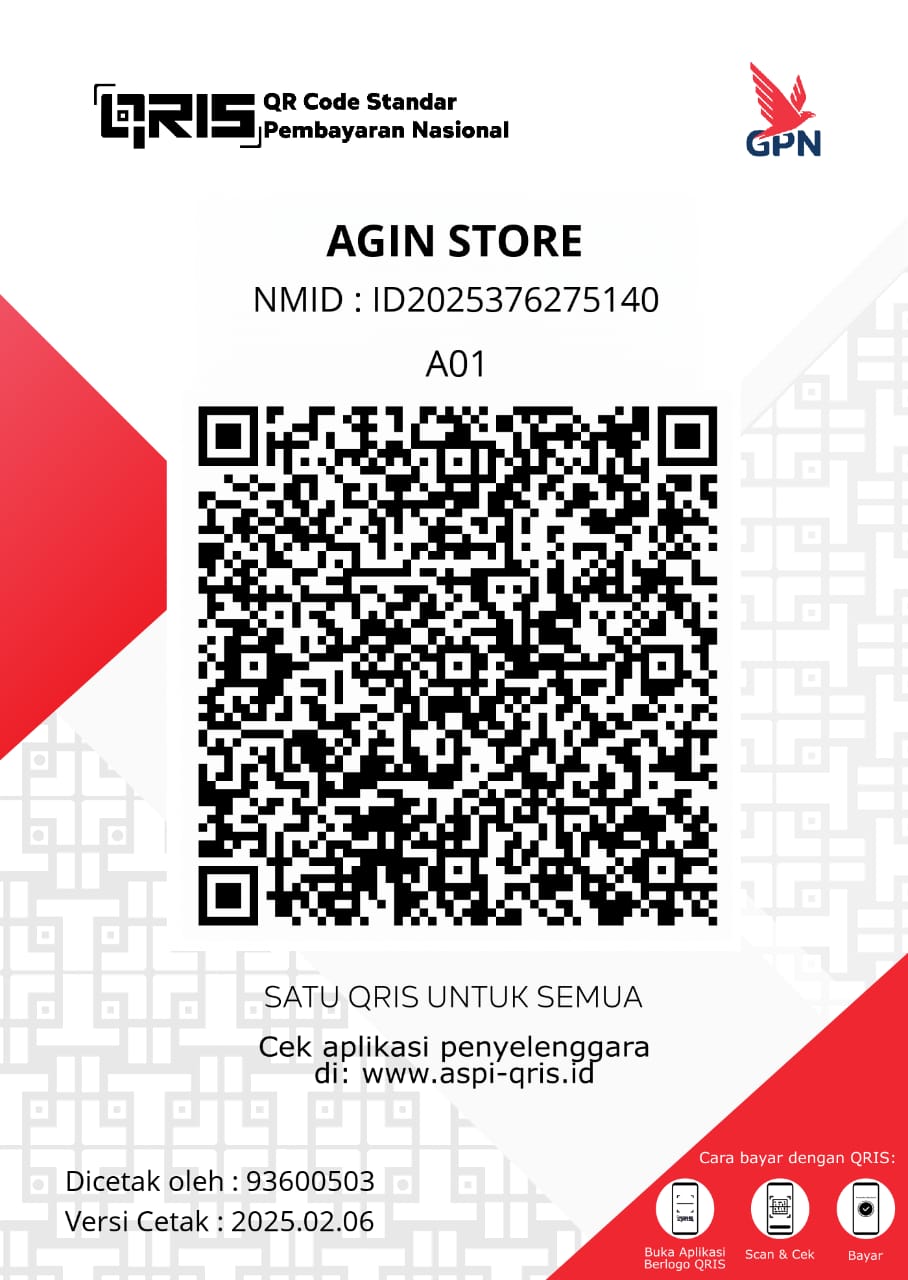 QRIS QR Code Standar
Pembayaran Nasional
GPN
AGIN STORE
NMID : ID2025376275140
A01
SATU QRIS UNTUK SEMUA
Cek aplikasi penyelenggara
di: www.aspi-qris.id
Dicetak oleh : 93600503
Versi Cetak : 2025.02.06
Cara bayar dengan QRIS:
Buka Aplikasi
Berlogo QRIS
Scan & Cek
Bayar